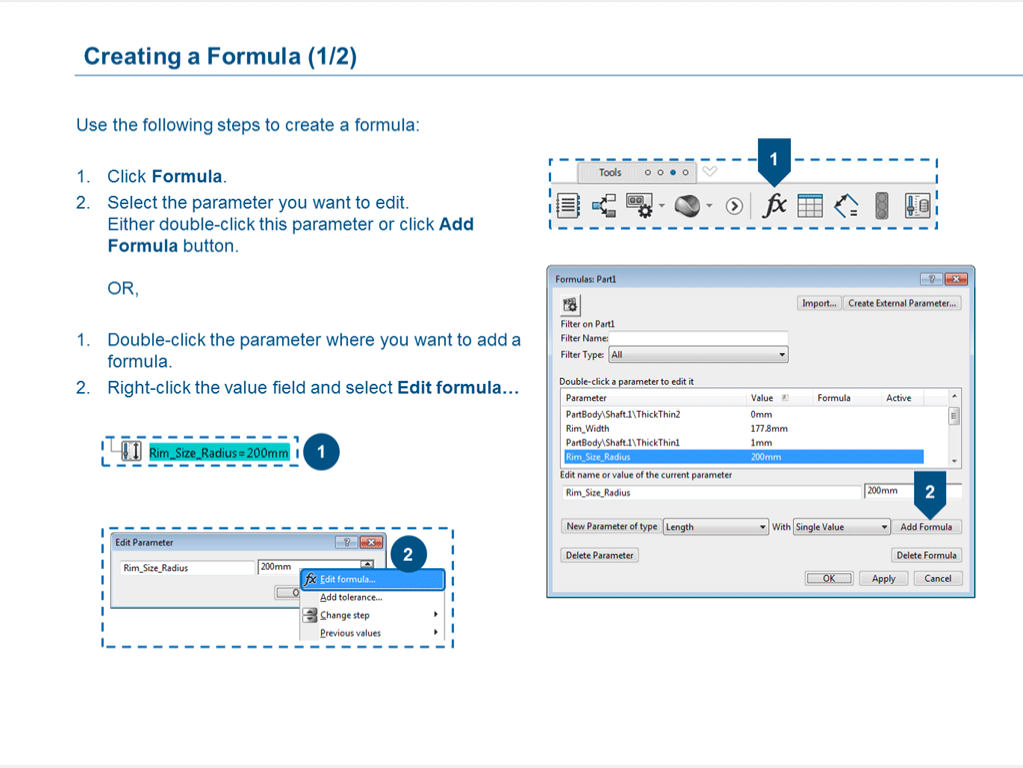 Creating a Formula (1/2)
Use the following steps to create a formula:
1. Click Formula.
2. Select the parameter you want to edit.
Either double-click this parameter or click Add
Formula button.
OR,
1. Double-click the parameter where you want to add a
formula.
2. Right-click the value field and select Edit formula...
Rim_Size_Radius=200mm
1
Edit Parameter
?
Rim_Size_Radius
200mm
2
fx Edit formula...
Add tolerance...
Change step
Previous values
1
Tools
fx
Formulas: Part1
?
Import...
Create External Parameter...
Filter on Part1
Filter Name:
Filter Type: All
Double-click a parameter to edit it
Parameter Value Formula Active
PartBody\Shaft.1\ThickThin2 0mm
Rim_Width 177.8mm
PartBody\Shaft.1\ThickThin1 1mm
Rim_Size_Radius 200mm
Edit name or value of the current parameter
Rim_Size_Radius 200mm
2
New Parameter of type Length With Single Value Add Formula
Delete Parameter Delete Formula
OK Apply Cancel